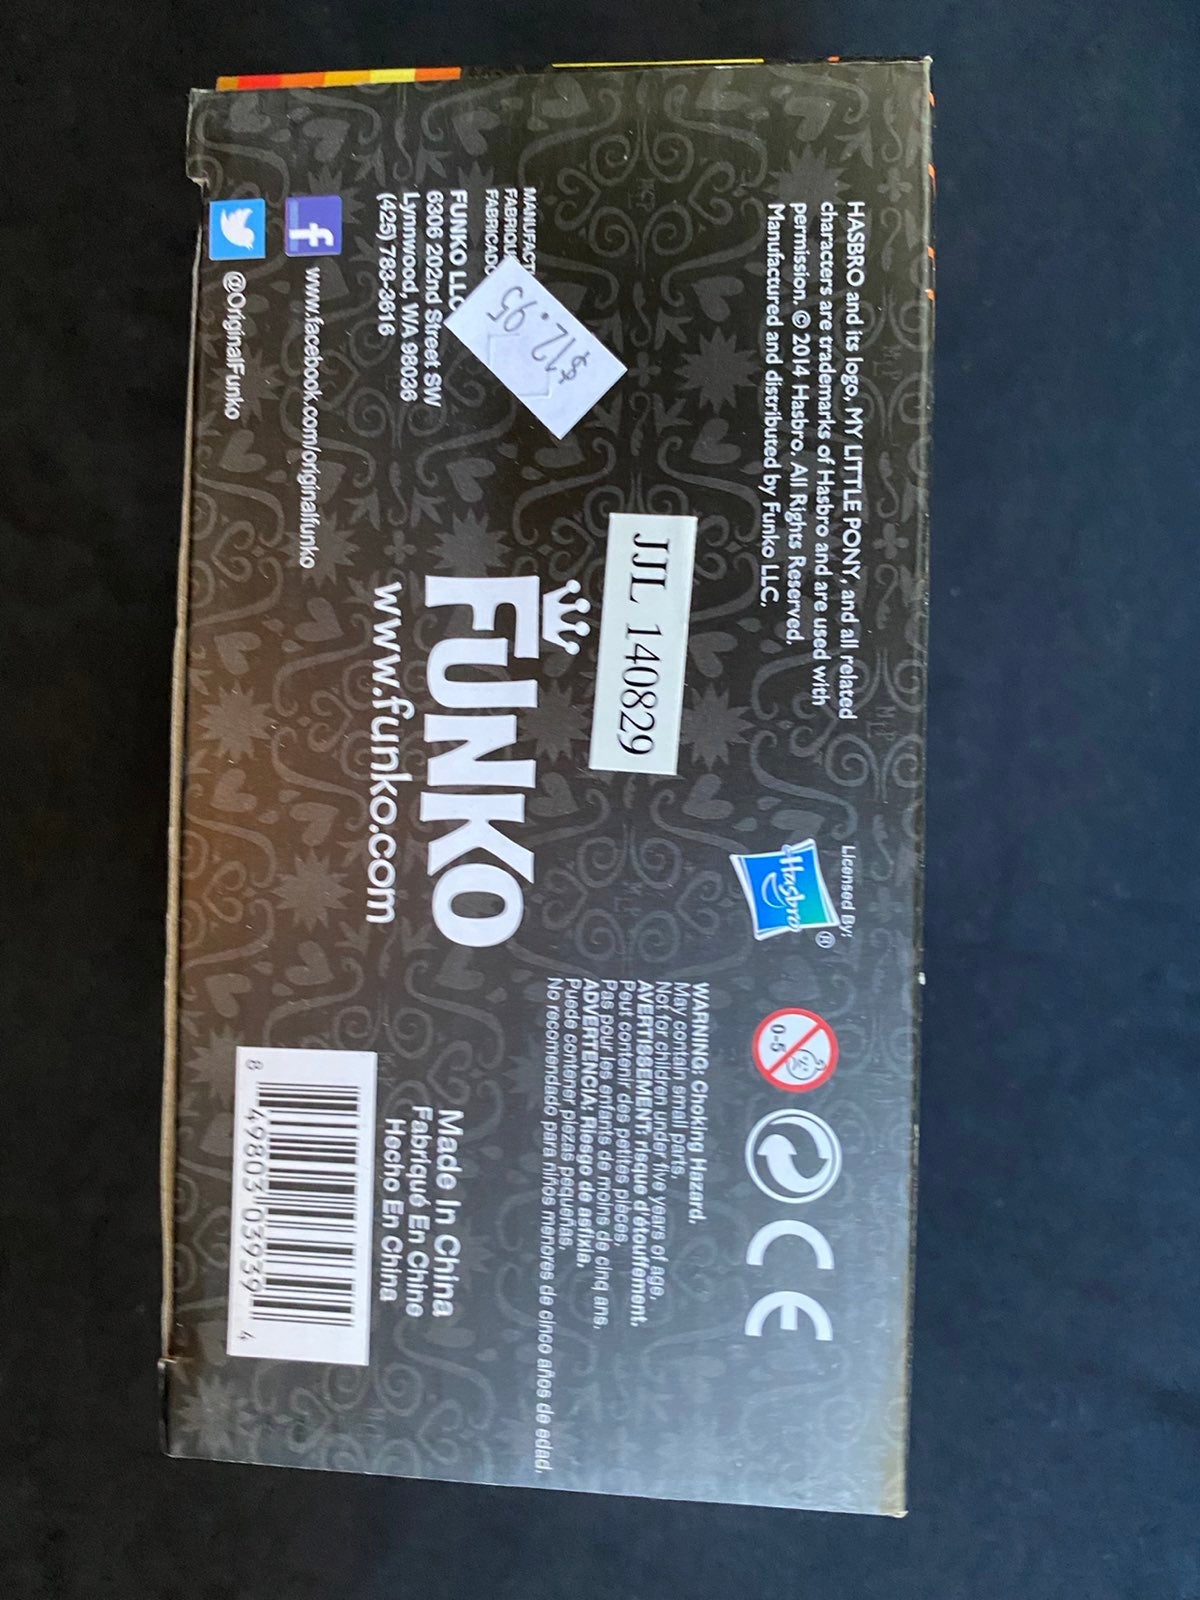 HASBRO and its logo, MY LITTLE PONY, and all related
characters are trademarks of Hasbro and are used with
permission. © 2014 Hasbro. All Rights Reserved.
Manufactured and distributed by Funko LLC.
Licensed By:
Hasbro®
0-5
CE
JJL 140829
$12.95
MANUFACT
FABRIQU
FABRICADO
FUNKO LLC
6306 202nd Street SW
Lynnwood, WA 98036
(425) 783-3616
f www.facebook.com/originalfunko
@OriginalFunko
FUNKO
www.funko.com
WARNING: Choking Hazard.
May contain small parts.
Not for children under five years of age.
AVERTISSEMENT: risque d'étouffement.
Peut contenir des petites pièces.
Pas pour les enfants de moins de cinq ans.
ADVERTENCIA: Riesgo de asfixia.
Puede contener piezas pequeñas.
No recomendado para niños menores de cinco años de edad.
Made In China
Fabriqué En Chine
Hecho En China
8 49803 03939 4